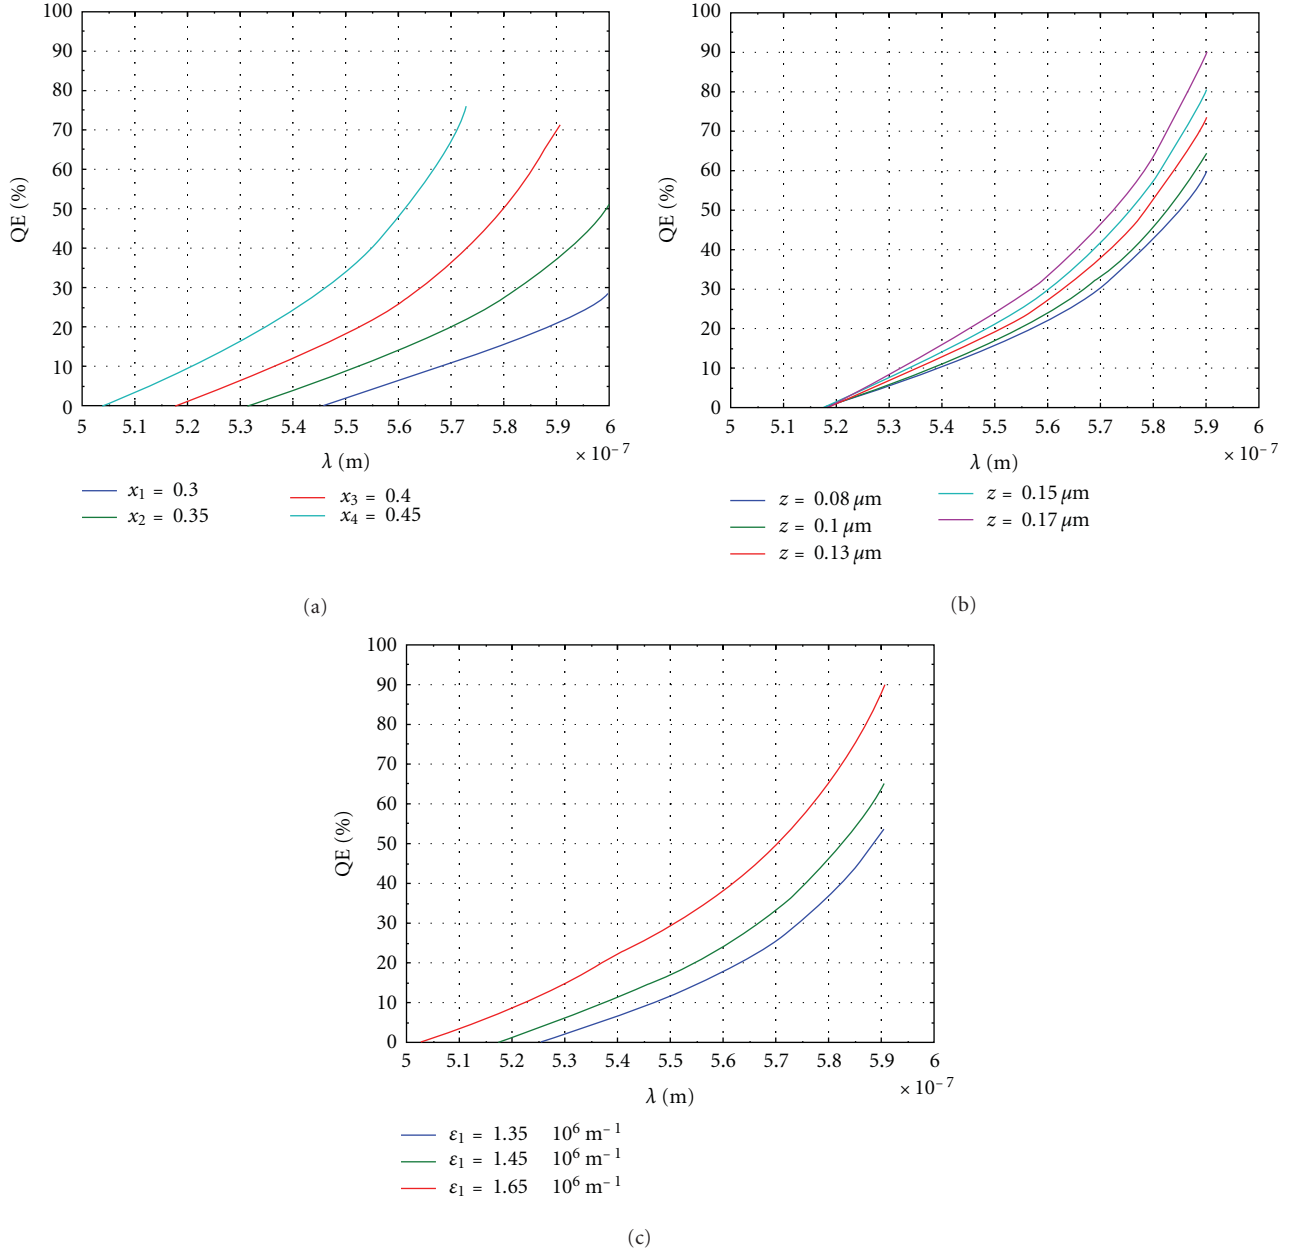 100
90
80
70
60
50
40
30
20
10
0
QE (%)
5 5.1 5.2 5.3 5.4 5.5 5.6 5.7 5.8 5.9 6
× 10⁻⁷
λ (m)
x₁ = 0.3
x₂ = 0.35
x₃ = 0.4
x₄ = 0.45
(a)
100
90
80
70
60
50
40
30
20
10
0
QE (%)
5 5.1 5.2 5.3 5.4 5.5 5.6 5.7 5.8 5.9 6
× 10⁻⁷
λ (m)
z = 0.08 μm
z = 0.1 μm
z = 0.13 μm
z = 0.15 μm
z = 0.17 μm
(b)
100
90
80
70
60
50
40
30
20
10
0
QE (%)
5 5.1 5.2 5.3 5.4 5.5 5.6 5.7 5.8 5.9 6
× 10⁻⁷
λ (m)
ε₁ = 1.35 10⁶ m⁻¹
ε₁ = 1.45 10⁶ m⁻¹
ε₁ = 1.65 10⁶ m⁻¹
(c)